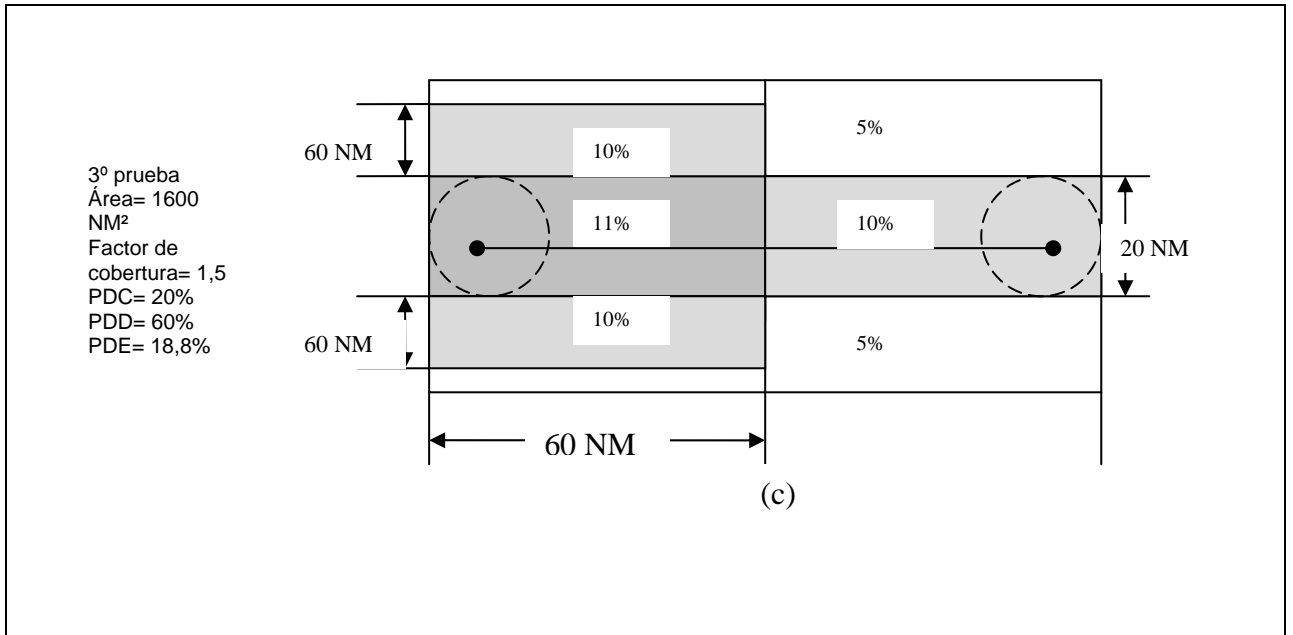 5%
60 NM
10%
3º prueba
Área= 1600
NM²
Factor de
cobertura= 1,5
PDC= 20%
PDD= 60%
PDE= 18,8%
11%
10%
20 NM
60 NM
10%
5%
60 NM
(c)